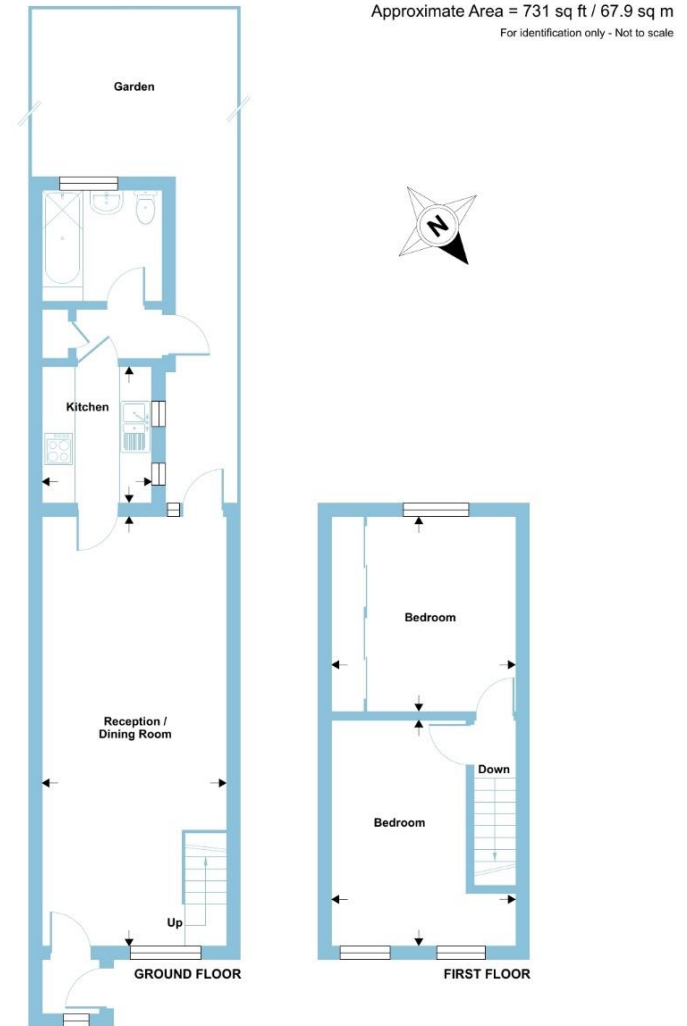 Approximate Area = 731 sq ft / 67.9 sq m
For identification only - Not to scale
Garden
N
Kitchen
Reception /
Dining Room
Up
GROUND FLOOR
Bedroom
Down
Bedroom
FIRST FLOOR